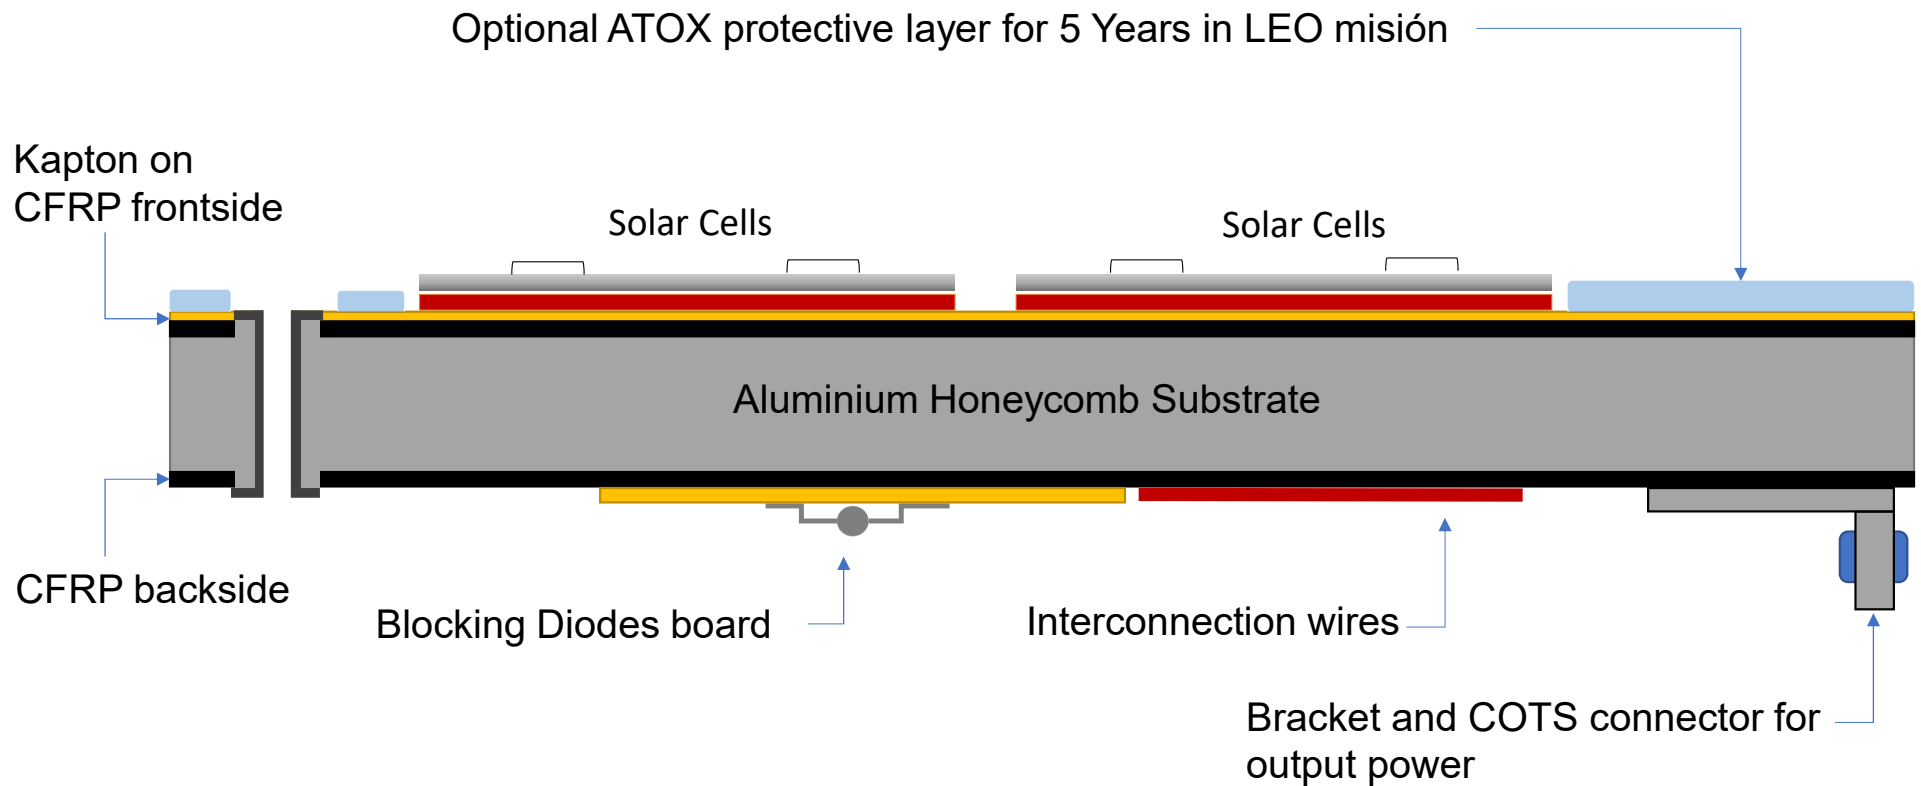 Optional ATOX protective layer for 5 Years in LEO misión
Kapton on
CFRP frontside
Solar Cells
Solar Cells
Aluminium Honeycomb Substrate
CFRP backside
Blocking Diodes board
Interconnection wires
Bracket and COTS connector for
output power